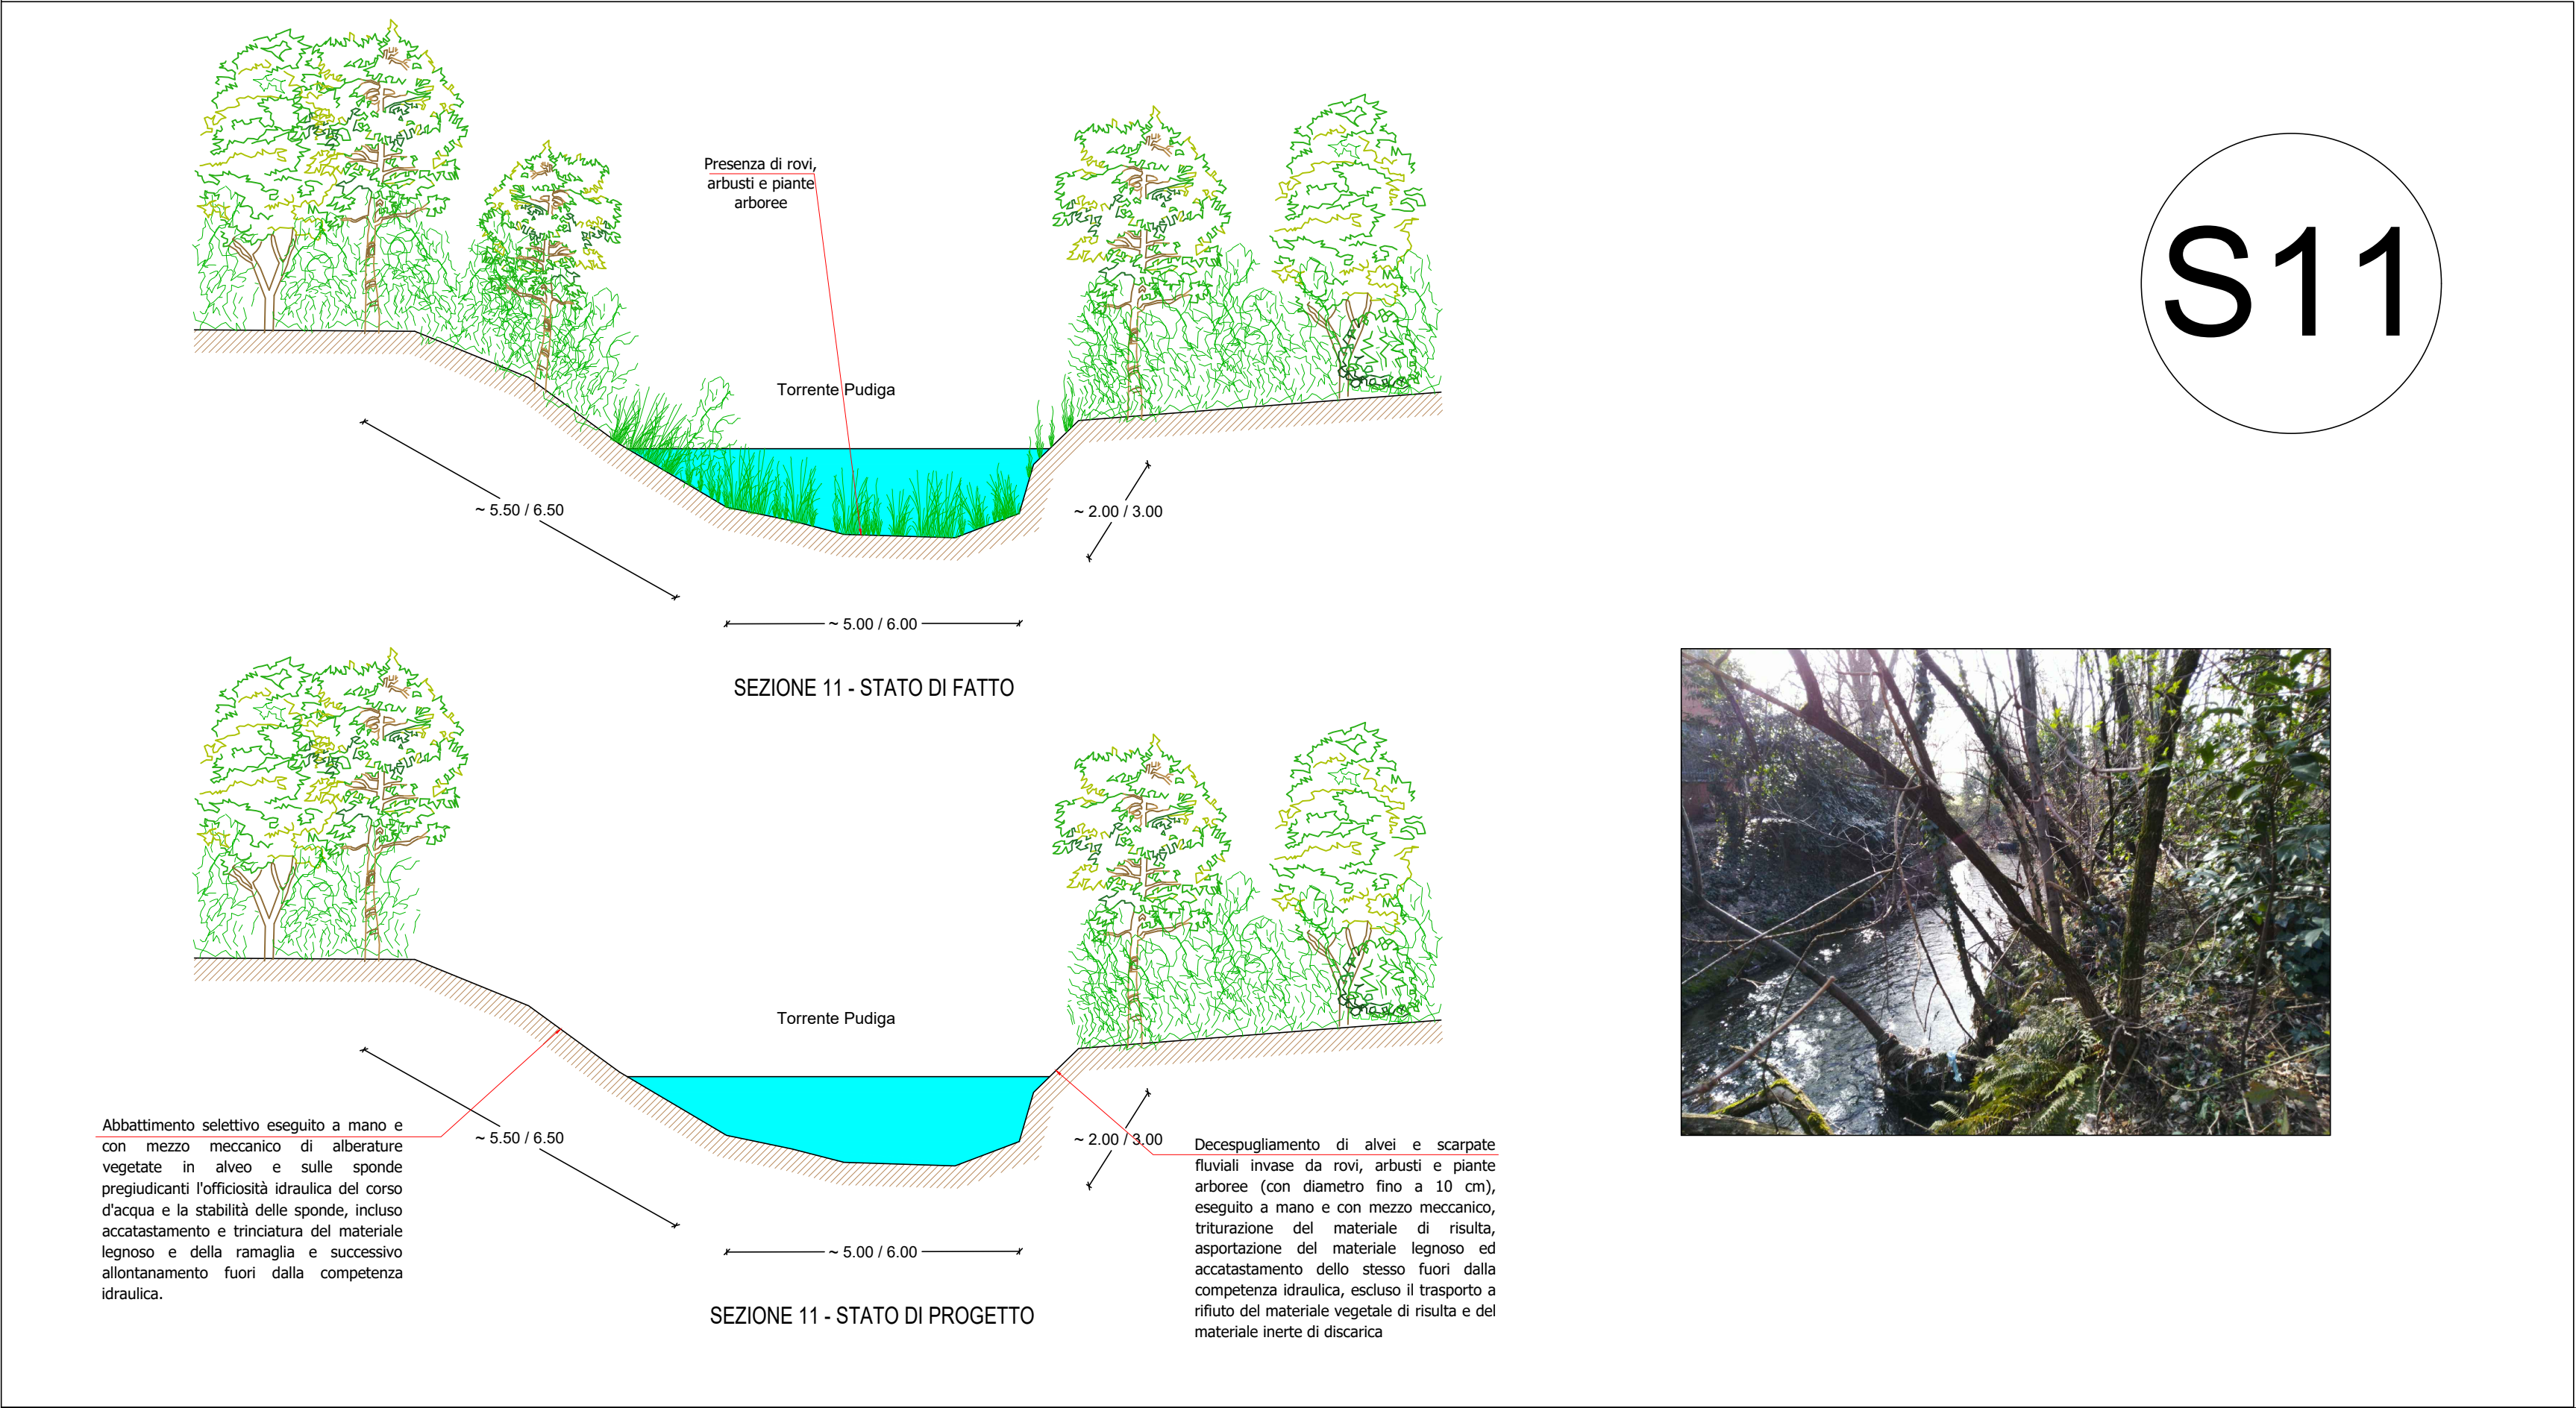 Presenza di rovi,
arbusti e piante
arboree
S11
Torrente Pudiga
~ 5.50 / 6.50
~ 2.00 / 3.00
~ 5.00 / 6.00
SEZIONE 11 - STATO DI FATTO
Torrente Pudiga
Abbattimento selettivo eseguito a mano e
con mezzo meccanico di alberature
vegetate in alveo e sulle sponde
pregiudicanti l'officiosità idraulica del corso
d'acqua e la stabilità delle sponde, incluso
accatastamento e trinciatura del materiale
legnoso e della ramaglia e successivo
allontanamento fuori dalla competenza
idraulica.
~ 5.50 / 6.50
~ 2.00 / 3.00
Decespugliamento di alvei e scarpate
fluviali invase da rovi, arbusti e piante
arboree (con diametro fino a 10 cm),
eseguito a mano e con mezzo meccanico,
triturazione del materiale di risulta,
asportazione del materiale legnoso ed
accatastamento dello stesso fuori dalla
competenza idraulica, escluso il trasporto a
rifiuto del materiale vegetale di risulta e del
materiale inerte di discarica
~ 5.00 / 6.00
SEZIONE 11 - STATO DI PROGETTO